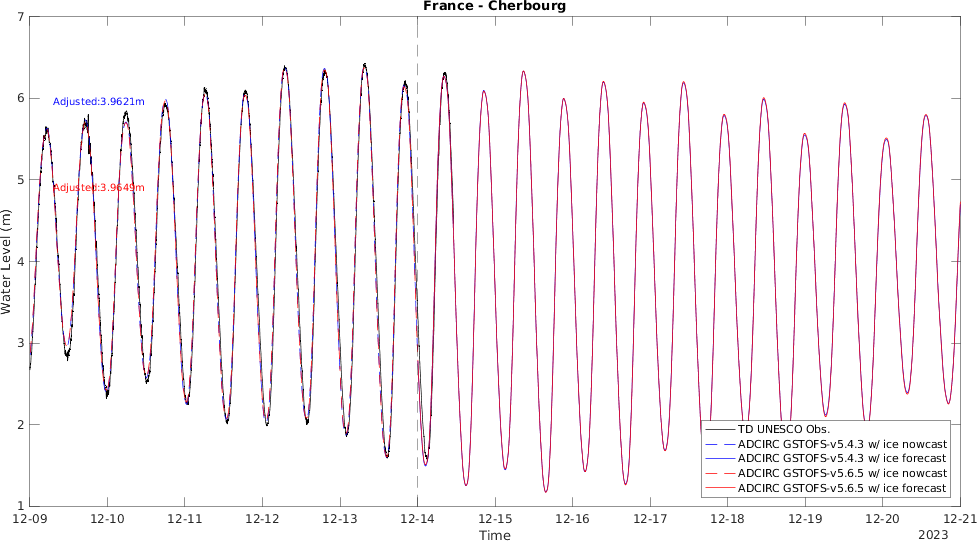 France - Cherbourg
7
6
5
4
3
2
1
Water Level (m)
Adjusted:3.9621m
Adjusted:3.9649m
TD UNESCO Obs.
ADCIRC GSTOFS-v5.4.3 w/ ice nowcast
ADCIRC GSTOFS-v5.4.3 w/ ice forecast
ADCIRC GSTOFS-v5.6.5 w/ ice nowcast
ADCIRC GSTOFS-v5.6.5 w/ ice forecast
12-09 12-10 12-11 12-12 12-13 12-14 12-15 12-16 12-17 12-18 12-19 12-20 12-21
Time
2023